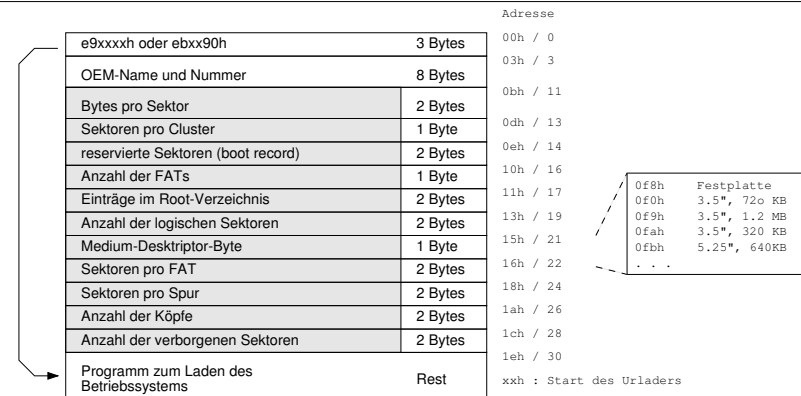 Adresse
e9xxxxh oder ebxx90h 3 Bytes 00h / 0
OEM-Name und Nummer 8 Bytes 03h / 3
Bytes pro Sektor 2 Bytes 0bh / 11
Sektoren pro Cluster 1 Byte 0dh / 13
reservierte Sektoren (boot record) 2 Bytes 0eh / 14
Anzahl der FATs 1 Byte 10h / 16
Einträge im Root-Verzeichnis 2 Bytes 11h / 17
Anzahl der logischen Sektoren 2 Bytes 13h / 19
Medium-Desktriptor-Byte 1 Byte 15h / 21
Sektoren pro FAT 2 Bytes 16h / 22
Sektoren pro Spur 2 Bytes 18h / 24
Anzahl der Köpfe 2 Bytes 1ah / 26
Anzahl der verborgenen Sektoren 2 Bytes 1ch / 28
1eh / 30
Programm zum Laden des
Betriebssystems Rest xxh : Start des Urladers
0f8h Festplatte
0f0h 3.5", 72o KB
0f9h 3.5", 1.2 MB
0fah 3.5", 320 KB
0fbh 5.25", 640KB
. . .